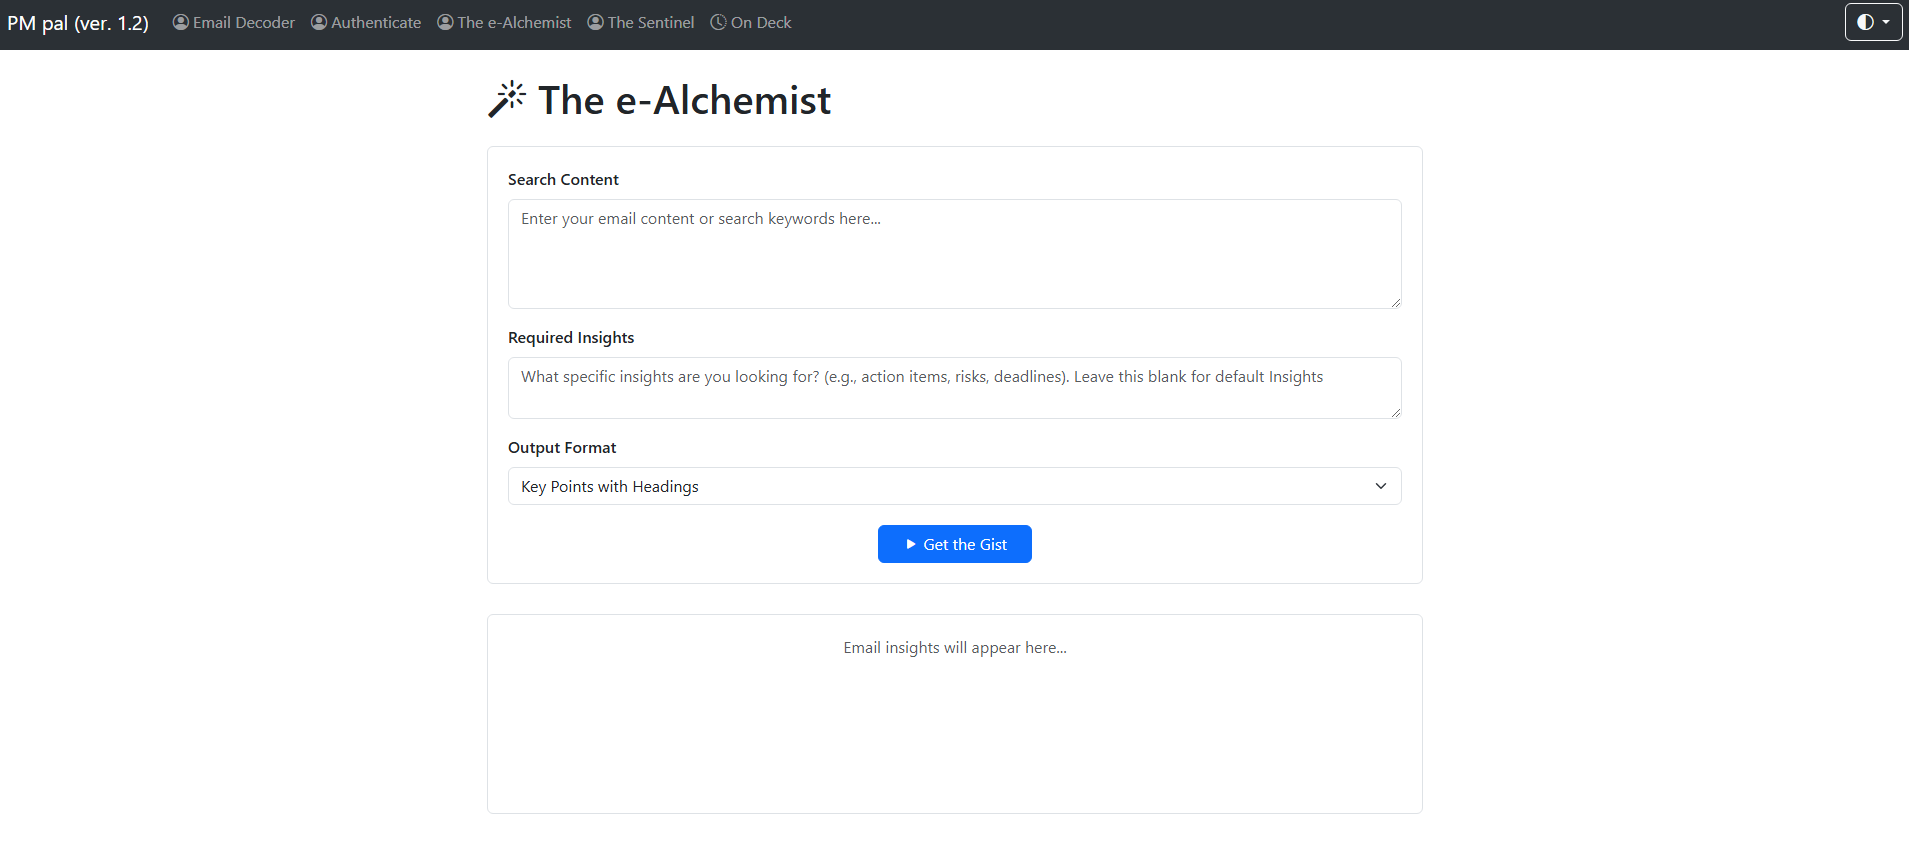 PM pal (ver. 1.2) Email Decoder Authenticate The e-Alchemist The Sentinel On Deck
The e-Alchemist
Search Content
Enter your email content or search keywords here...
Required Insights
What specific insights are you looking for? (e.g., action items, risks, deadlines). Leave this blank for default Insights
Output Format
Key Points with Headings
Get the Gist
Email insights will appear here...